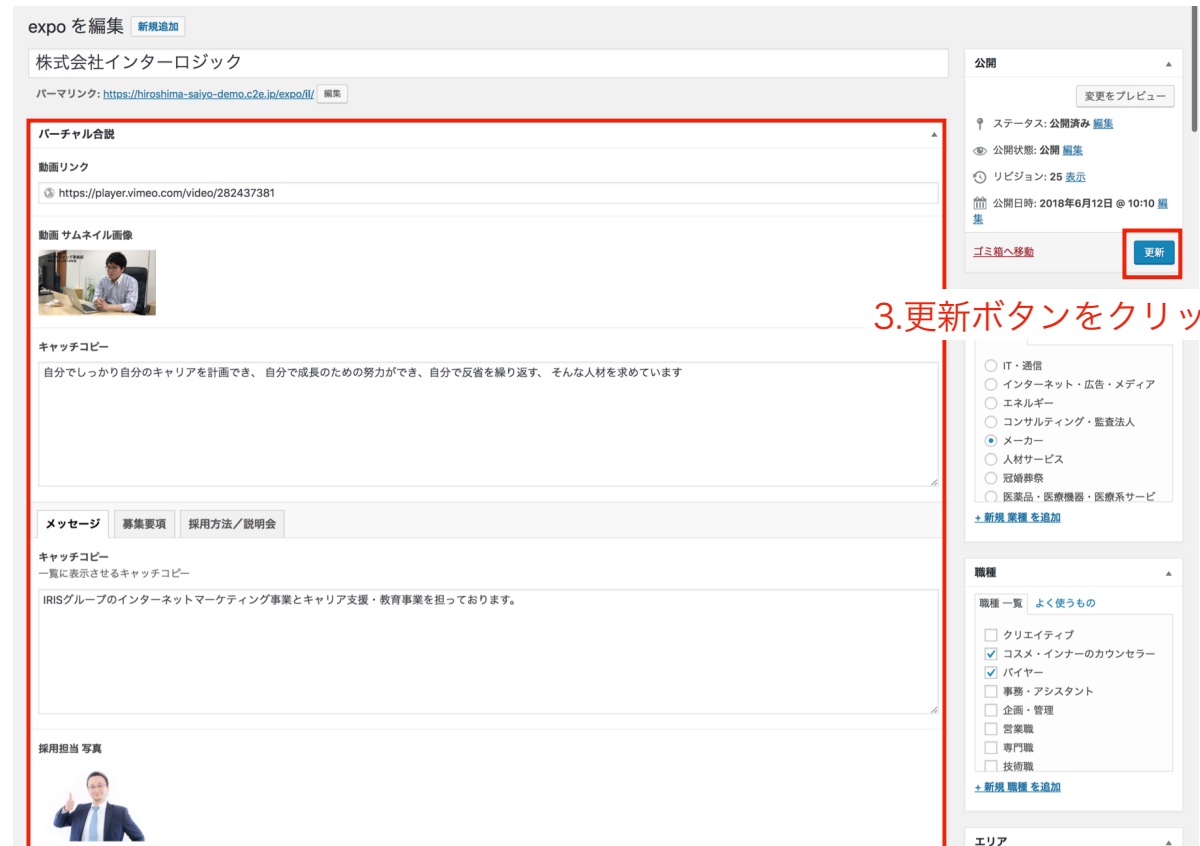 expo を編集 新規追加
株式会社インターロジック
パーマリンク: https://hiroshima-saiyo-demo.c2e.jp/expo/il/ 編集
バーチャル合説
動画リンク
https://player.vimeo.com/video/282437381
動画 サムネイル画像
キャッチコピー
自分でしっかり自分のキャリアを計画でき、 自分で成長のための努力ができ、自分で反省を繰り返す、 そんな人材を求めています
メッセージ 募集要項 採用方法／説明会
キャッチコピー
一覧に表示させるキャッチコピー
IRISグループのインターネットマーケティング事業とキャリア支援・教育事業を担っております。
採用担当 写真
公開
変更をプレビュー
ステータス: 公開済み 編集
公開状態: 公開 編集
リビジョン: 25 表示
公開日時: 2018年6月12日 @ 10:10 編
集
ゴミ箱へ移動 更新
3.更新ボタンをクリッ
IT・通信
インターネット・広告・メディア
エネルギー
コンサルティング・監査法人
メーカー
人材サービス
冠婚葬祭
医薬品・医療機器・医療系サービ
+ 新規 業種 を追加
職種
職種 一覧 よく使うもの
クリエイティブ
コスメ・インナーのカウンセラー
バイヤー
事務・アシスタント
企画・管理
営業職
専門職
技術職
+ 新規 職種 を追加
エリア